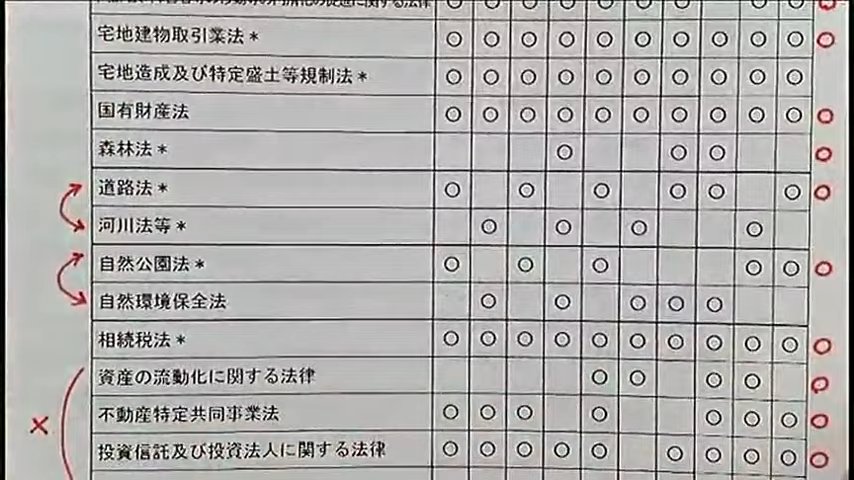 宅地建物取引業法＊ ○ ○ ○ ○ ○ ○ ○ ○ ○ ○ ○
宅地造成及び特定盛土等規制法＊ ○ ○ ○ ○ ○ ○ ○ ○ ○ ○
国有財産法 ○ ○ ○ ○ ○ ○ ○ ○ ○ ○ ○
森林法＊ ○ ○ ○ ○
道路法＊ ○ ○ ○ ○ ○ ○ ○
河川法等＊ ○ ○ ○ ○
自然公園法＊ ○ ○ ○ ○ ○ ○
自然環境保全法 ○ ○ ○ ○ ○
相続税法＊ ○ ○ ○ ○ ○ ○ ○ ○ ○ ○ ○
資産の流動化に関する法律 ○ ○ ○ ○ ○
× 不動産特定共同事業法 ○ ○ ○ ○ ○ ○ ○ ○
投資信託及び投資法人に関する法律 ○ ○ ○ ○ ○ ○ ○ ○ ○ ○